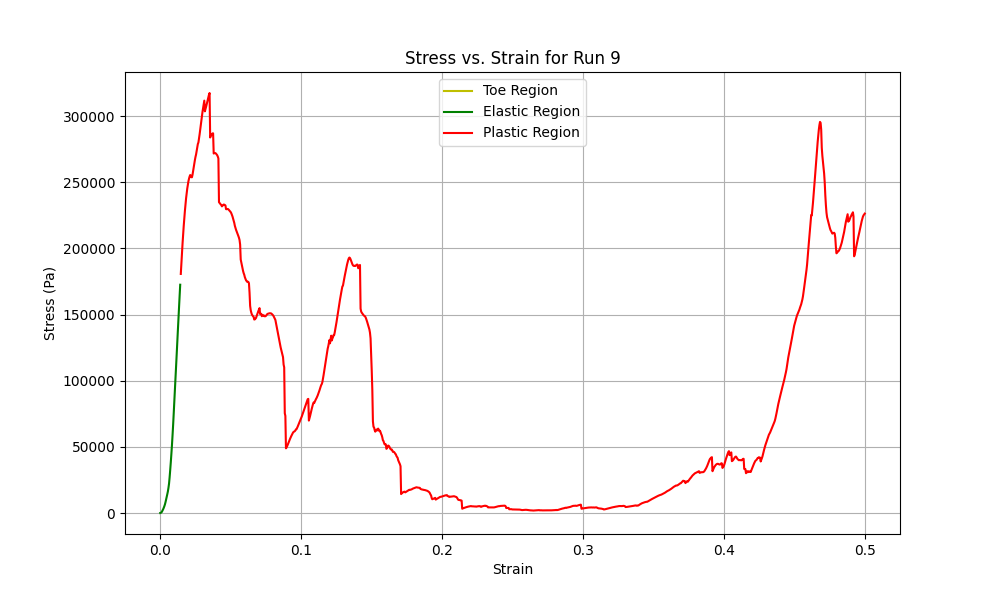 Stress vs. Strain for Run 9
Toe Region
Elastic Region
Plastic Region
Stress (Pa)
300000
250000
200000
150000
100000
50000
0
0.0 0.1 0.2 0.3 0.4 0.5
Strain